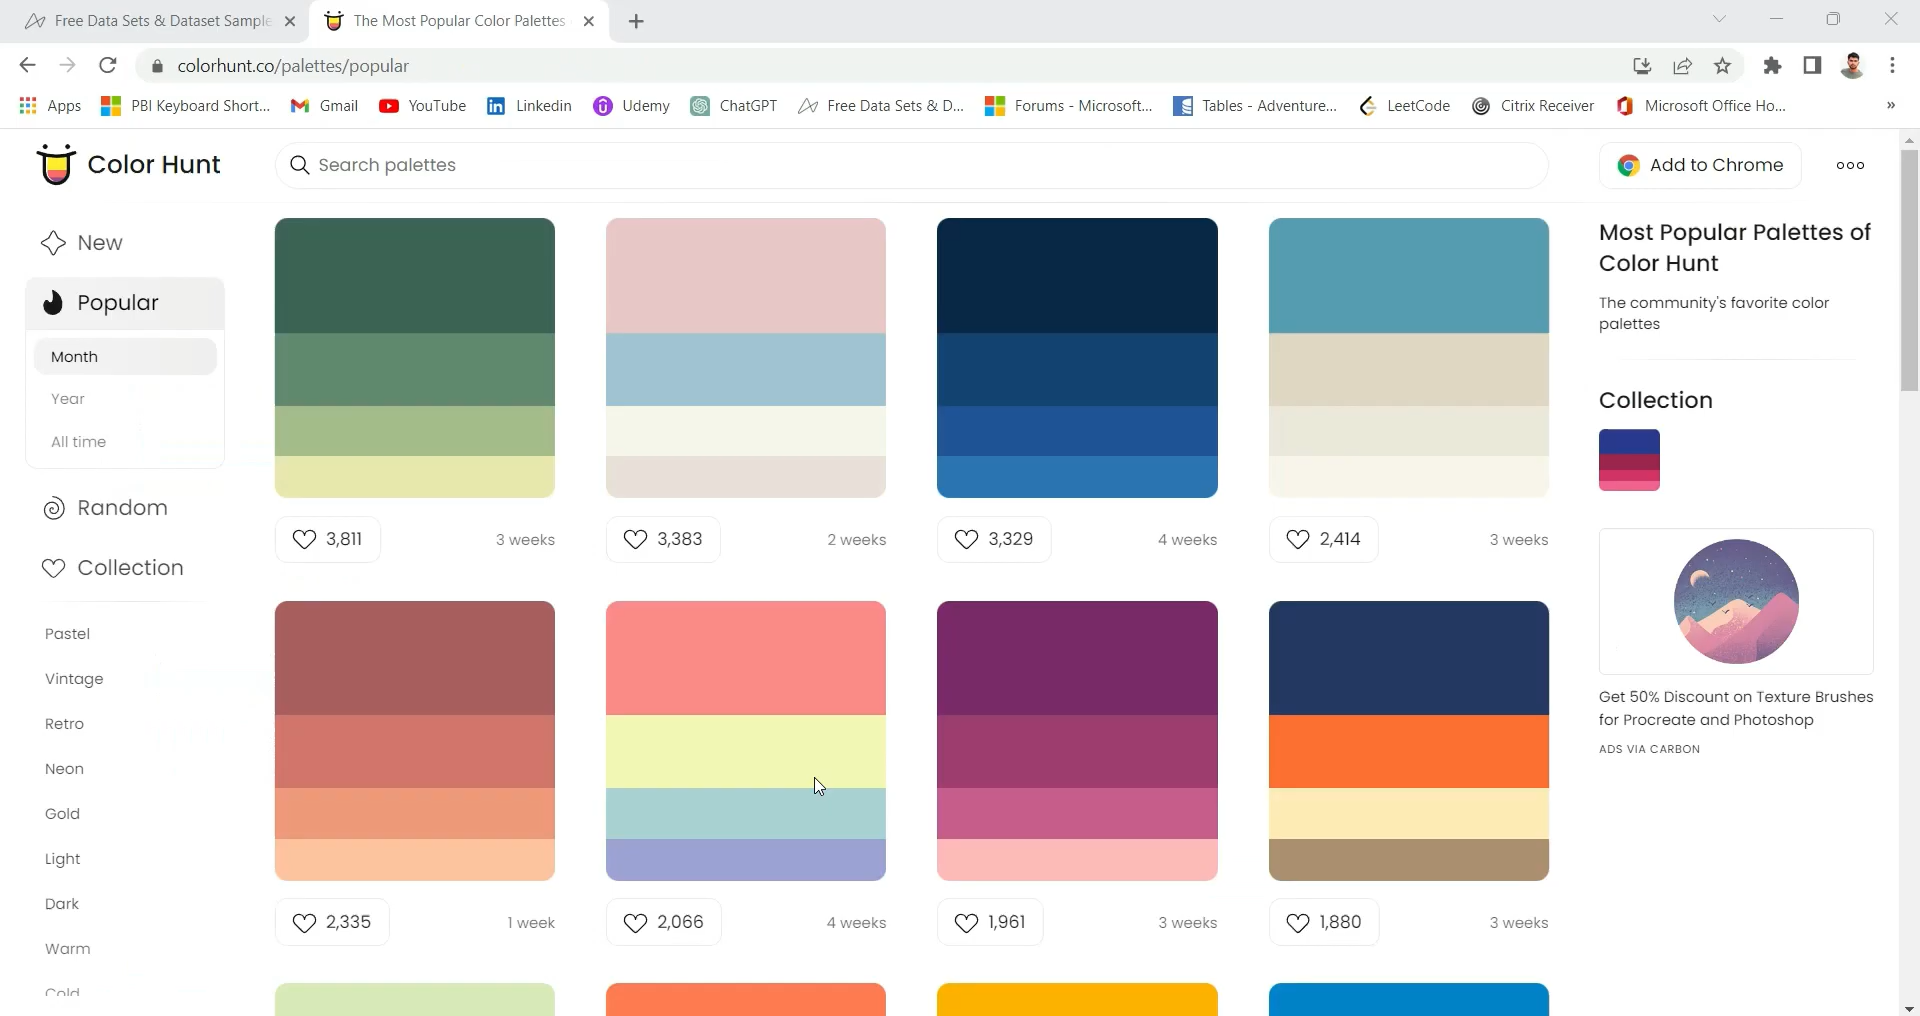 Free Data Sets & Dataset Sample
The Most Popular Color Palettes
colorhunt.co/palettes/popular
Apps
PBI Keyboard Short...
Gmail
YouTube
Linkedin
Udemy
ChatGPT
Free Data Sets & D...
Forums - Microsoft...
Tables - Adventure...
LeetCode
Citrix Receiver
Microsoft Office Ho...
»
Color Hunt
Search palettes
Add to Chrome
New
Popular
Month
Year
All time
Random
Collection
Pastel
Vintage
Retro
Neon
Gold
Light
Dark
Warm
Cold
3,811
3 weeks
3,383
2 weeks
3,329
4 weeks
2,414
3 weeks
2,335
1 week
2,066
4 weeks
1,961
3 weeks
1,880
3 weeks
Most Popular Palettes of
Color Hunt
The community's favorite color
palettes
Collection
Get 50% Discount on Texture Brushes
for Procreate and Photoshop
ADS VIA CARBON